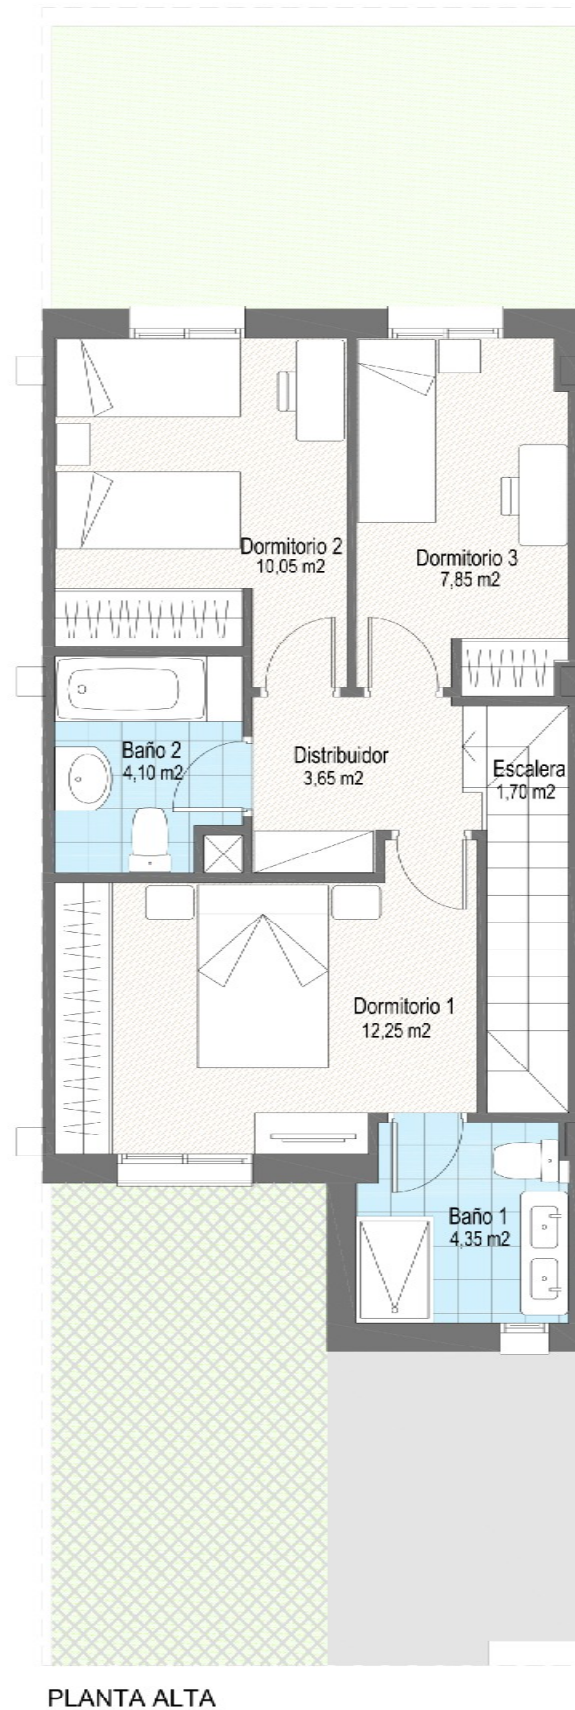 Dormitorio 2
10,05 m2
Dormitorio 3
7,85 m2
Baño 2
4,10 m2
Distribuidor
3,65 m2
Escalera
1,70 m2
Dormitorio 1
12,25 m2
Baño 1
4,35 m2
PLANTA ALTA